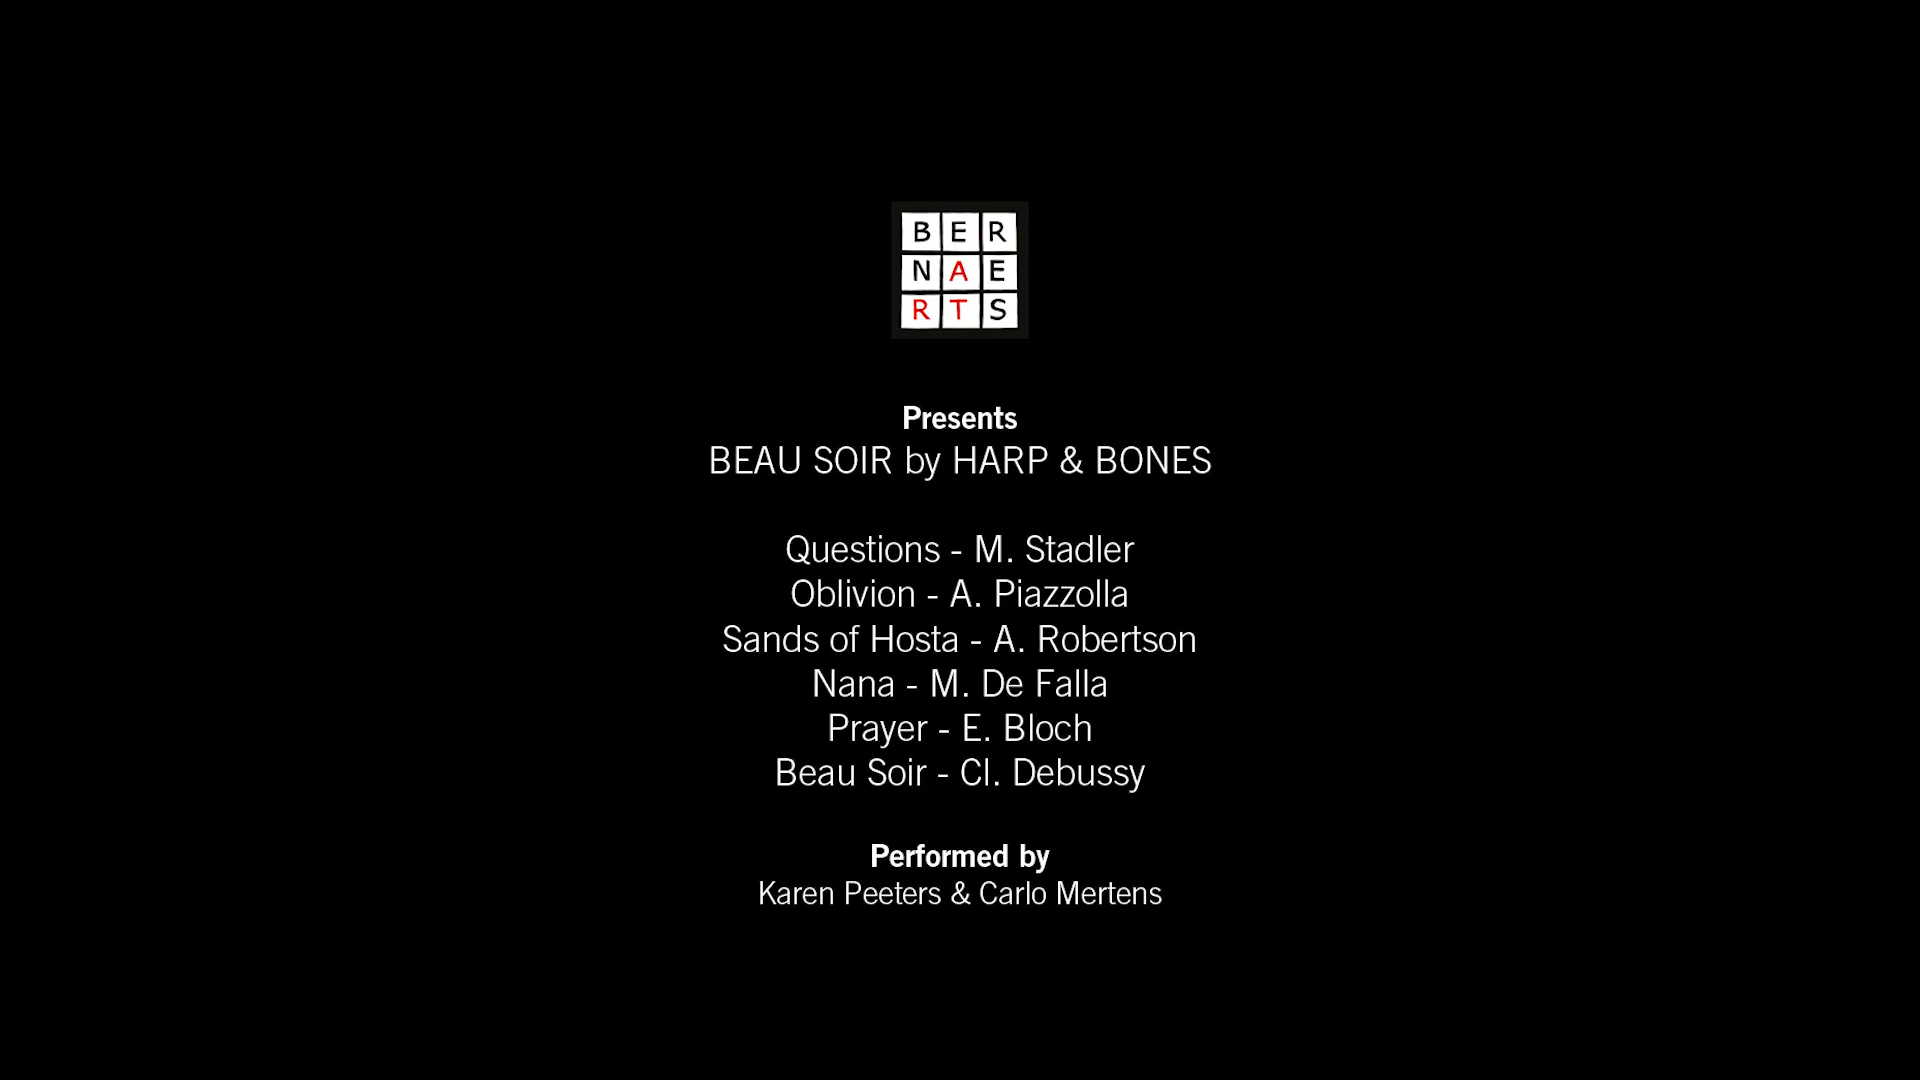 BER
NAE
RTS
Presents
BEAU SOIR by HARP & BONES
Questions - M. Stadler
Oblivion - A. Piazzolla
Sands of Hosta - A. Robertson
Nana - M. De Falla
Prayer - E. Bloch
Beau Soir - Cl. Debussy
Performed by
Karen Peeters & Carlo Mertens